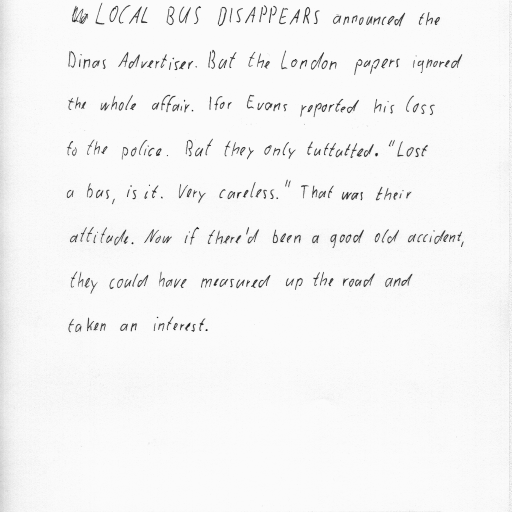 LOCAL BUS DISAPPEARS announced the
Dinas Advertiser. But the London papers ignored
the whole affair. Ifor Evans reported his loss
to the police. But they only tuttutted. "Lost
a bus, is it. Very careless." That was their
attitude. Now if there'd been a good old accident,
they could have measured up the road and
taken an interest.